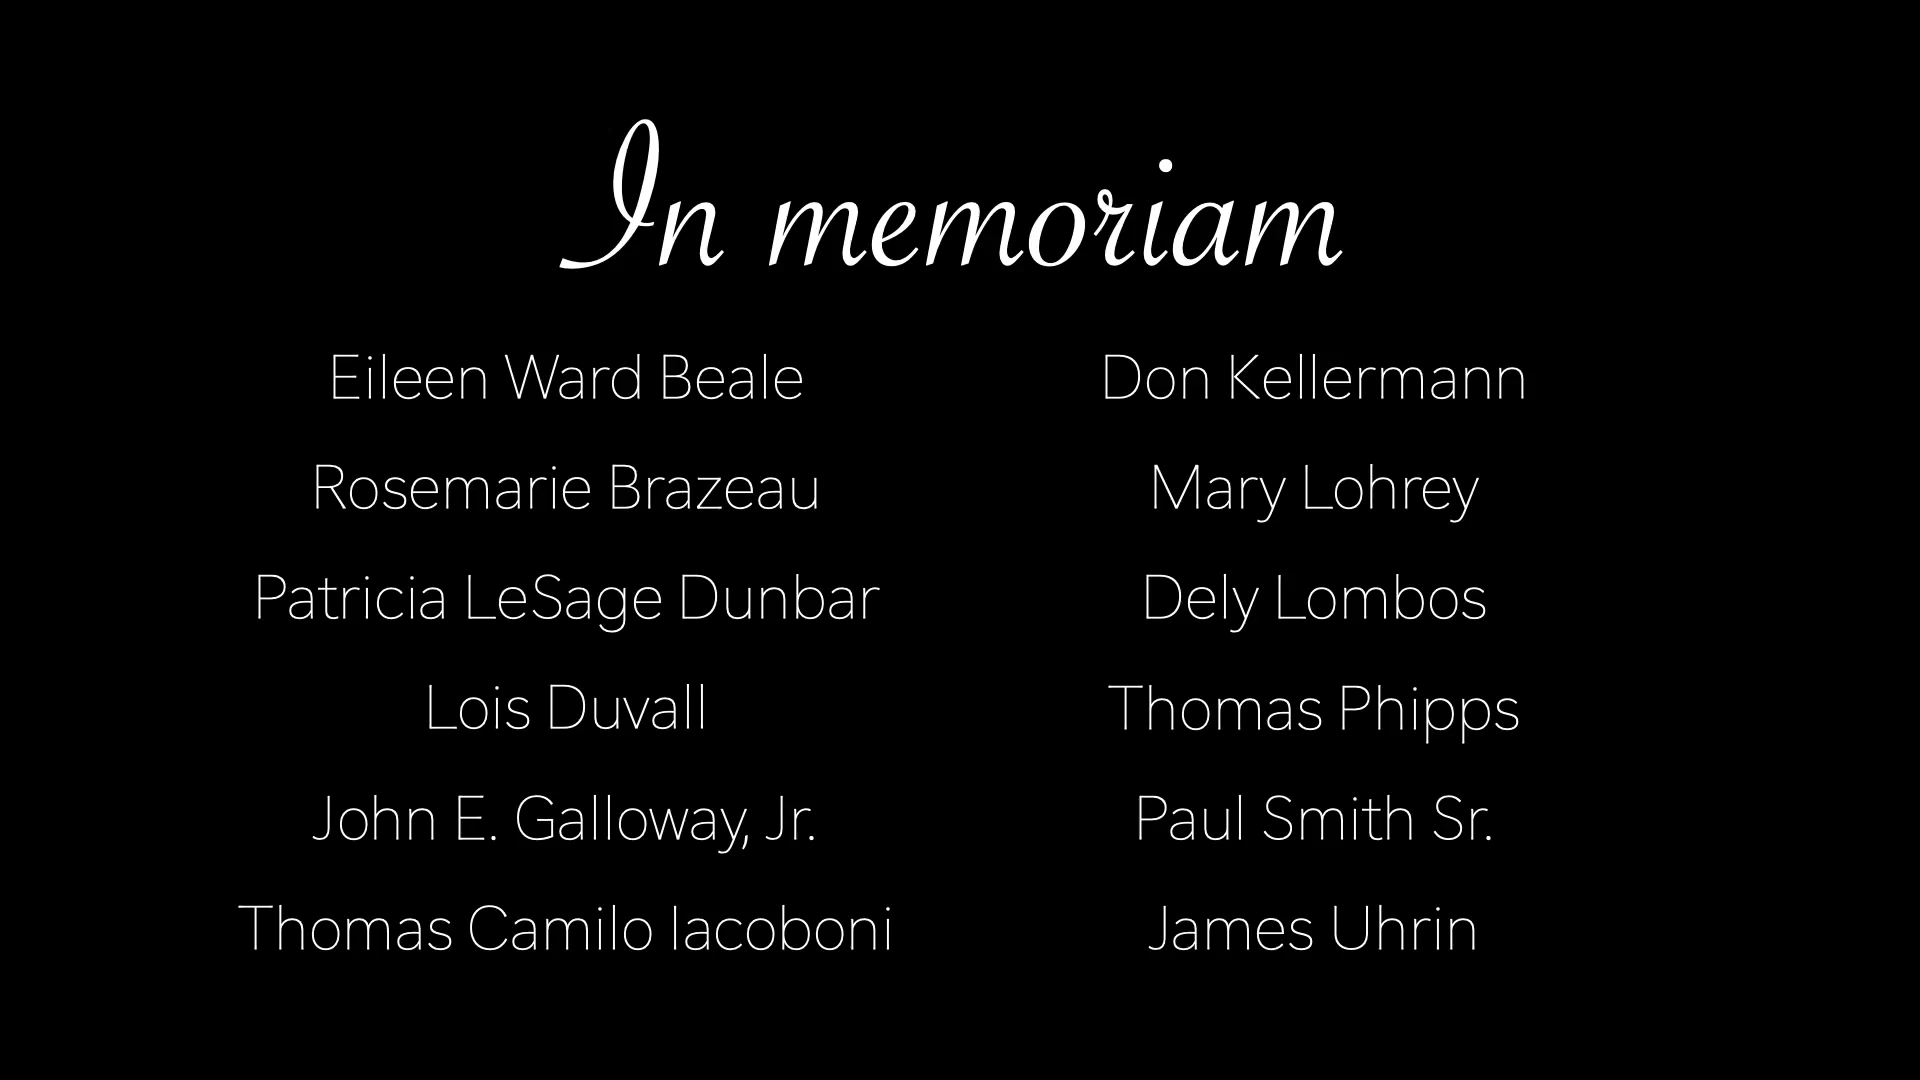 In memoriam
Eileen Ward Beale
Rosemarie Brazeau
Patricia LeSage Dunbar
Lois Duvall
John E. Galloway, Jr.
Thomas Camilo Iacoboni
Don Kellermann
Mary Lohrey
Dely Lombos
Thomas Phipps
Paul Smith Sr.
James Uhrin